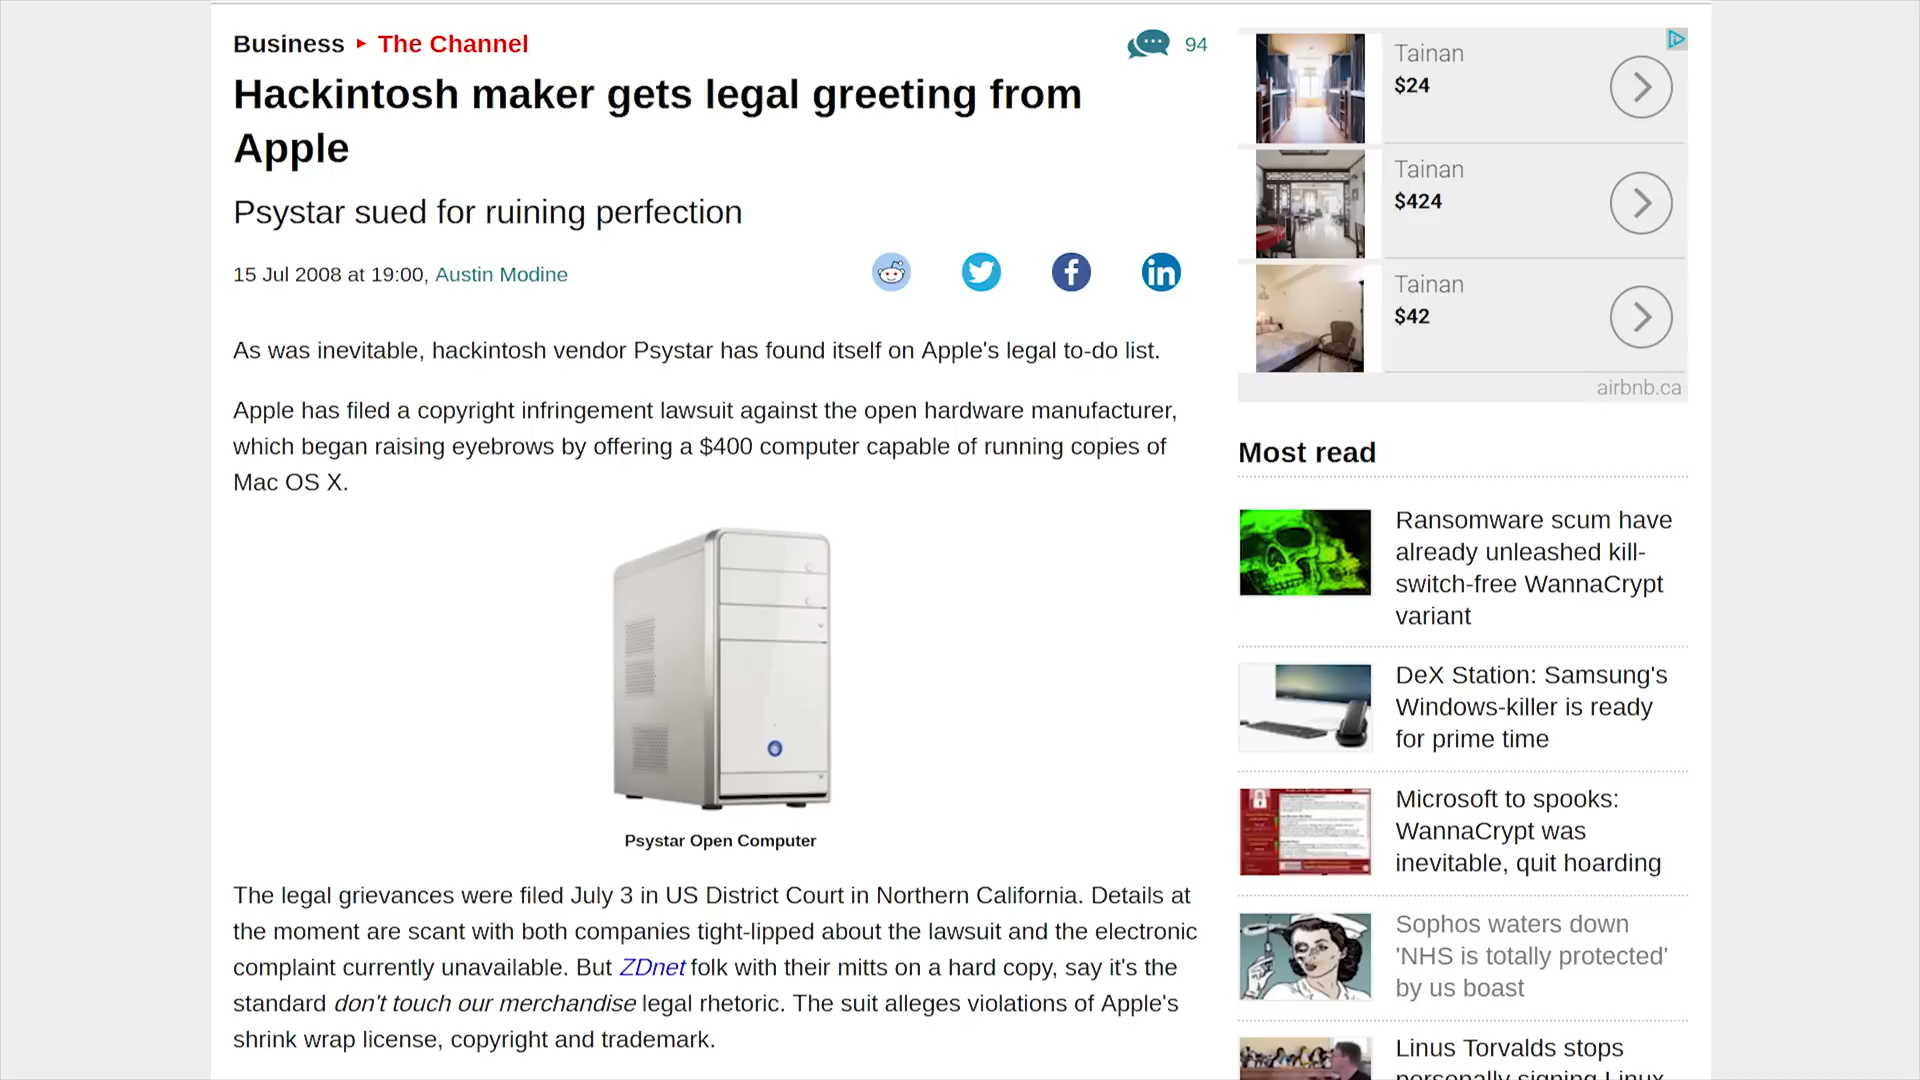 Business ▸ The Channel
94
Hackintosh maker gets legal greeting from
Apple
Psystar sued for ruining perfection
15 Jul 2008 at 19:00, Austin Modine
As was inevitable, hackintosh vendor Psystar has found itself on Apple's legal to-do list.
Apple has filed a copyright infringement lawsuit against the open hardware manufacturer,
which began raising eyebrows by offering a $400 computer capable of running copies of
Mac OS X.
Psystar Open Computer
The legal grievances were filed July 3 in US District Court in Northern California. Details at
the moment are scant with both companies tight-lipped about the lawsuit and the electronic
complaint currently unavailable. But ZDnet folk with their mitts on a hard copy, say it's the
standard don't touch our merchandise legal rhetoric. The suit alleges violations of Apple's
shrink wrap license, copyright and trademark.
Tainan
$24
Tainan
$424
Tainan
$42
airbnb.ca
Most read
Ransomware scum have
already unleashed kill-
switch-free WannaCrypt
variant
DeX Station: Samsung's
Windows-killer is ready
for prime time
Microsoft to spooks:
WannaCrypt was
inevitable, quit hoarding
Sophos waters down
'NHS is totally protected'
by us boast
Linus Torvalds stops
personally signing Linux